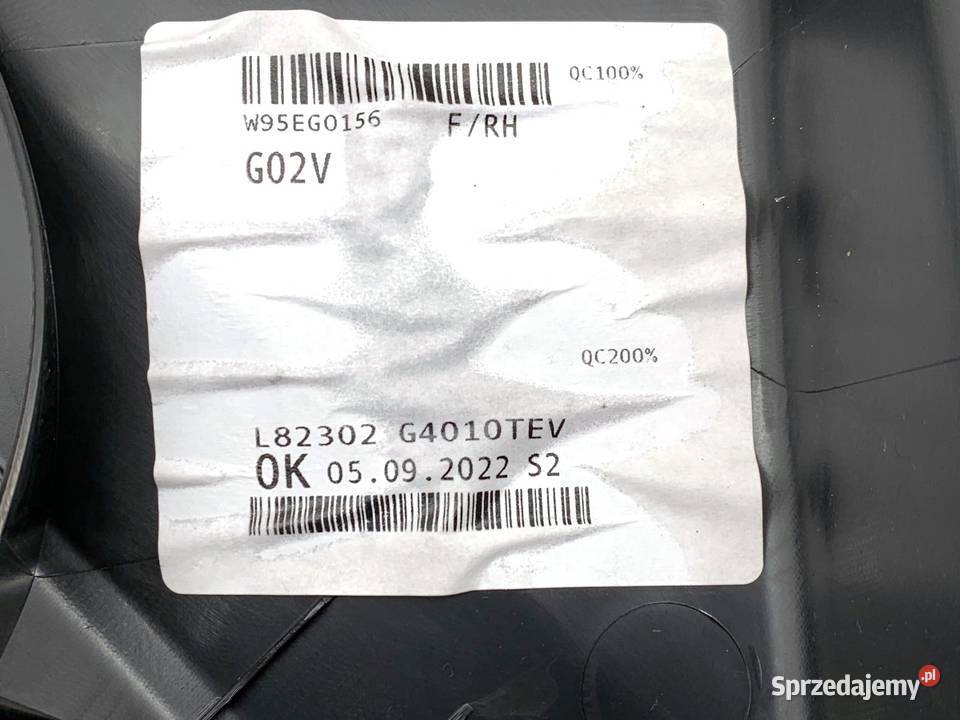 QC100%
W95EG0156 F/RH
G02V
QC200%
L82302 G4010TEV
OK 05.09.2022 S2
Sprzedajemy.pl